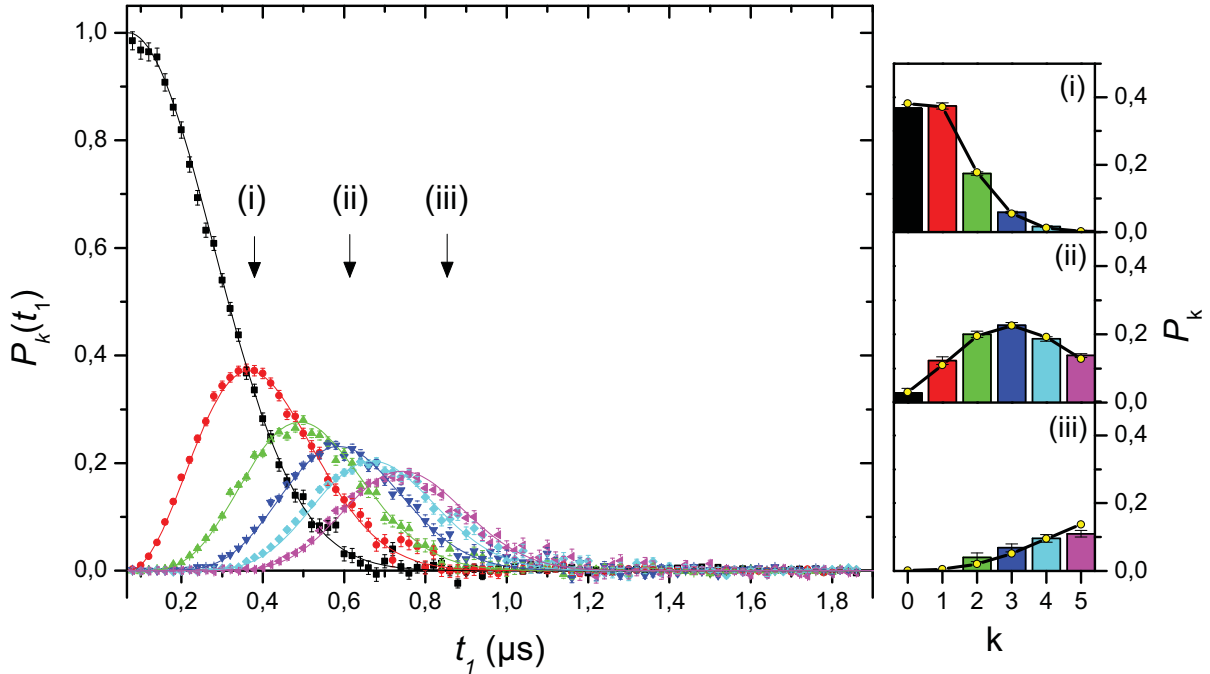 1,0
0,8
0,6
0,4
0,2
0,0
P_k(t_1)
(i)
(ii)
(iii)
0,2 0,4 0,6 0,8 1,0 1,2 1,4 1,6 1,8
t_1 (μs)
(i)
0,4
0,2
0,0
(ii)
0,4
0,2
0,0
P_k
(iii)
0,4
0,2
0,0
0 1 2 3 4 5
k